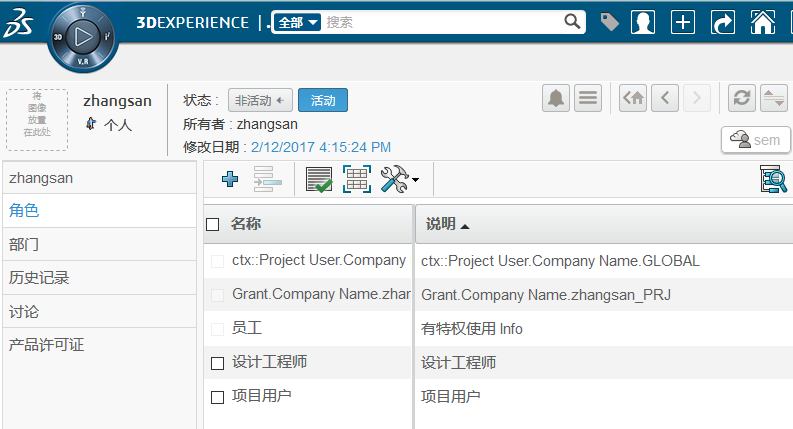 3DEXPERIENCE | .
全部
搜索
3D
V.R
将
图像
放置
在此处
zhangsan
个人
状态 :
非活动
活动
所有者 : zhangsan
修改日期 : 2/12/2017 4:15:24 PM
sem
zhangsan
角色
部门
历史记录
讨论
产品许可证
名称
说明
ctx::Project User.Company
ctx::Project User.Company Name.GLOBAL
Grant.Company Name.zhar
Grant.Company Name.zhangsan_PRJ
员工
有特权使用 Info
设计工程师
设计工程师
项目用户
项目用户